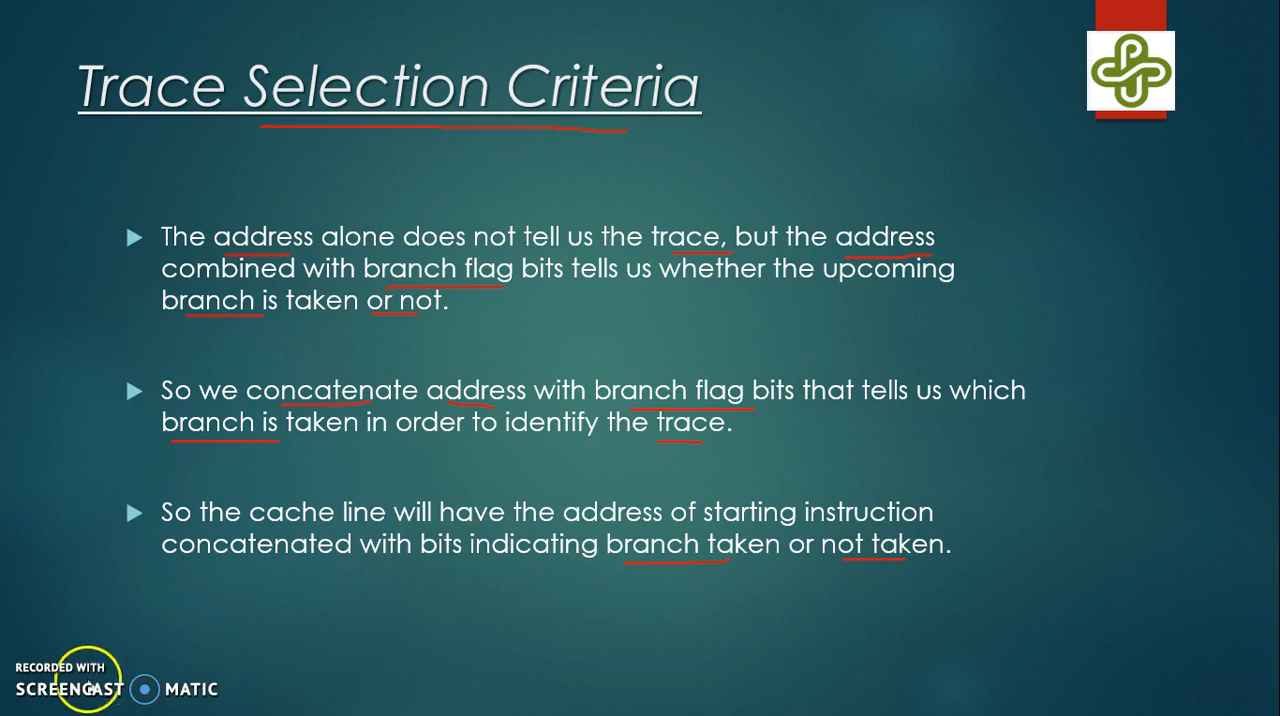 Trace Selection Criteria
The address alone does not tell us the trace, but the address
combined with branch flag bits tells us whether the upcoming
branch is taken or not.
So we concatenate address with branch flag bits that tells us which
branch is taken in order to identify the trace.
So the cache line will have the address of starting instruction
concatenated with bits indicating branch taken or not taken.
RECORDED WITH
SCREENCAST MATIC